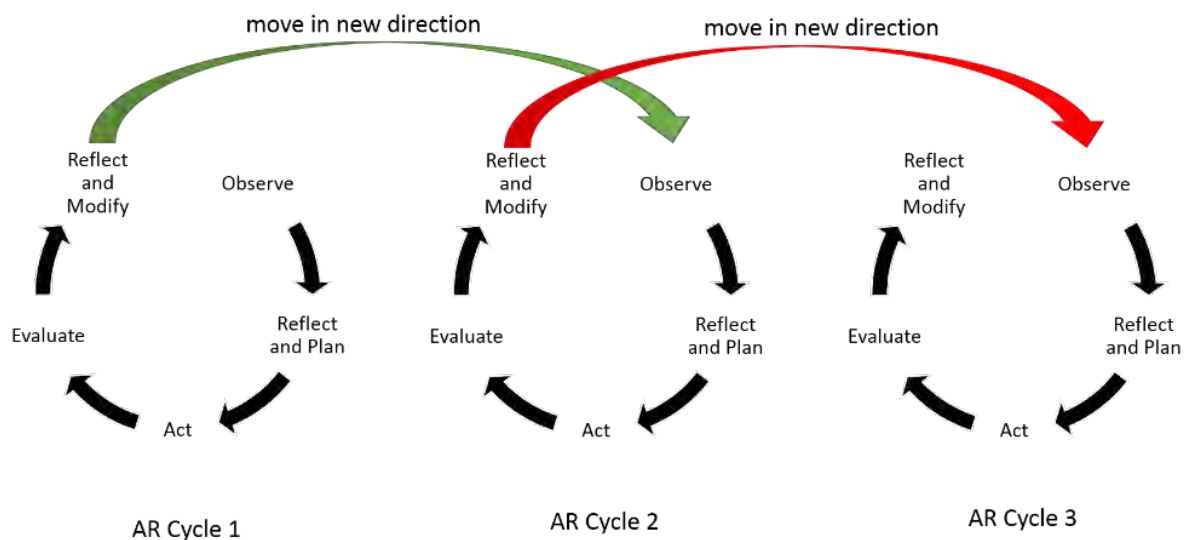 move in new direction
move in new direction
Reflect
and
Modify
Observe
Reflect
and Plan
Act
Evaluate
AR Cycle 1
Reflect
and
Modify
Observe
Reflect
and Plan
Act
Evaluate
AR Cycle 2
Reflect
and
Modify
Observe
Reflect
and Plan
Act
Evaluate
AR Cycle 3